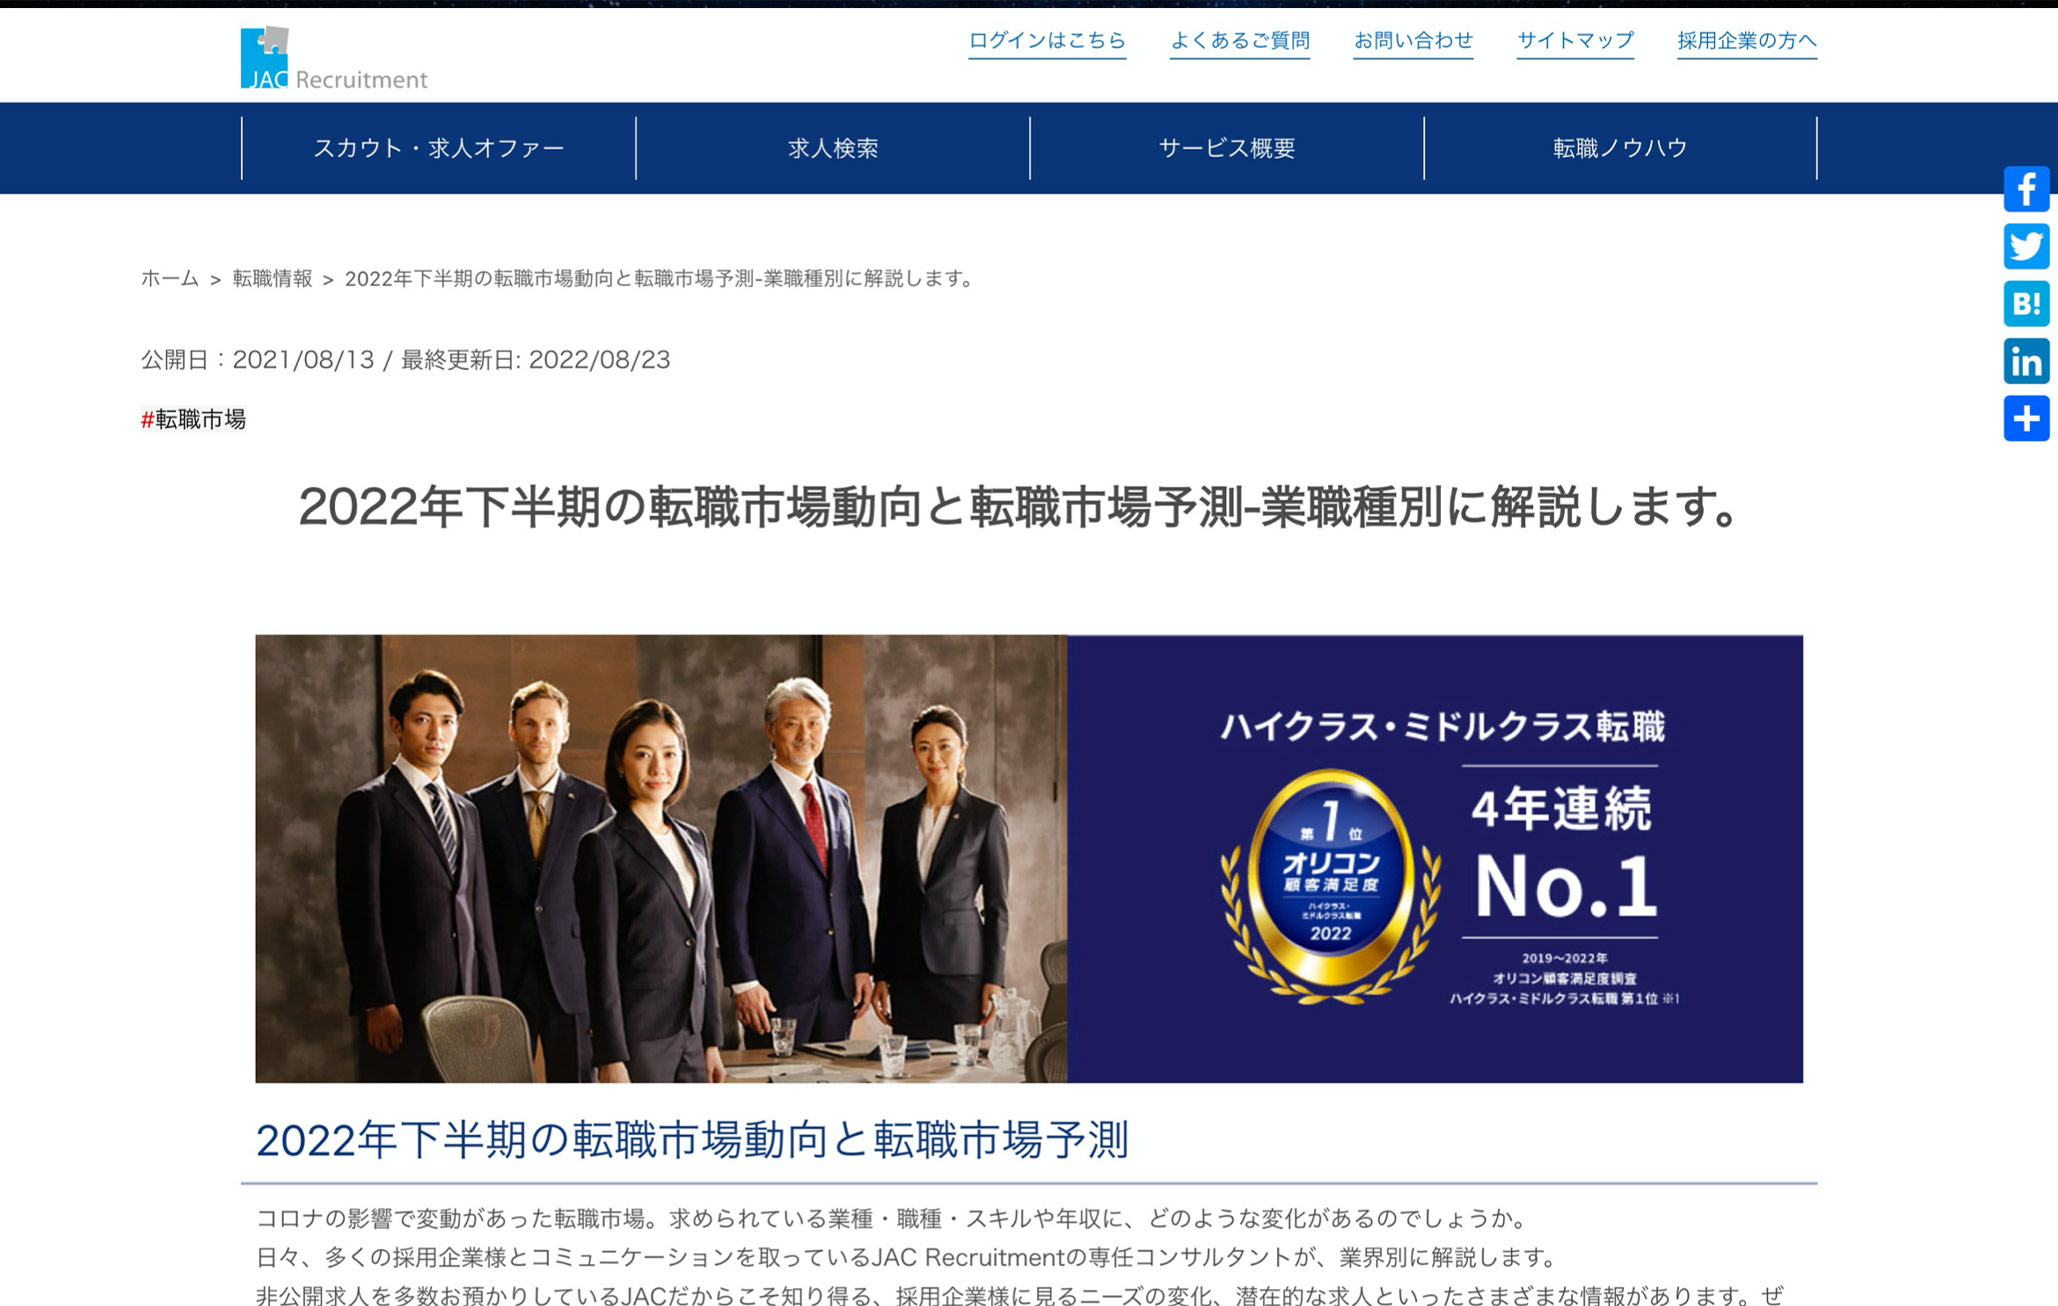 JAC Recruitment
ログインはこちら
よくあるご質問
お問い合わせ
サイトマップ
採用企業の方へ
スカウト・求人オファー
求人検索
サービス概要
転職ノウハウ
ホーム > 転職情報 > 2022年下半期の転職市場動向と転職市場予測-業職種別に解説します。
公開日：2021/08/13 / 最終更新日: 2022/08/23
#転職市場
2022年下半期の転職市場動向と転職市場予測-業職種別に解説します。
ハイクラス・ミドルクラス転職
第1位
オリコン
顧客満足度
ハイクラス・
ミドルクラス転職
2022
4年連続
No.1
2019～2022年
オリコン顧客満足度調査
ハイクラス・ミドルクラス転職 第1位 ※1
B!
2022年下半期の転職市場動向と転職市場予測
コロナの影響で変動があった転職市場。求められている業種・職種・スキルや年収に、どのような変化があるのでしょうか。
日々、多くの採用企業様とコミュニケーションを取っているJAC Recruitmentの専任コンサルタントが、業界別に解説します。
非公開求人を多数お預かりしているJACだからこそ知り得る、採用企業様に見るニーズの変化、潜在的な求人といったさまざまな情報があります。ぜ